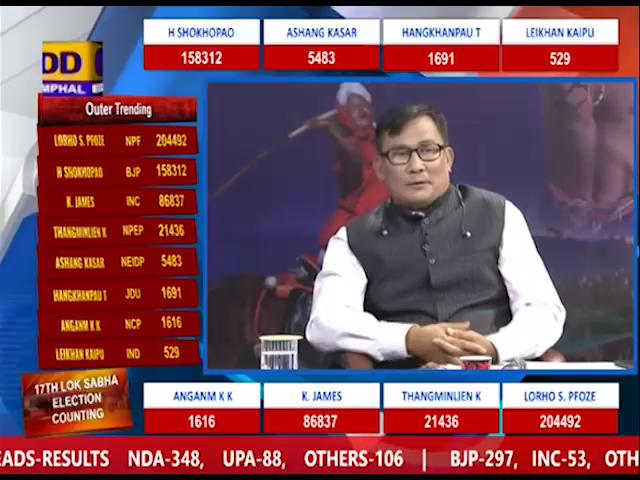 H SHOKHOPAO ASHANG KASAR HANGKHANPAU T LEIKHAN KAIPU
158312 5483 1691 529
DD
MPHAL
Outer Trending
LORHO S. PFOZE NPF 204492
H SHOKHOPAO BJP 158312
K. JAMES INC 86837
THANGMINLIEN K NPEP 21436
ASHANG KASAR NEIDP 5483
HANGKHANPAU T JDU 1691
ANGANM K K NCP 1616
LEIKHAN KAIPU IND 529
17TH LOK SABHA
ELECTION
COUNTING
ANGANM K K K. JAMES THANGMINLIEN K LORHO S. PFOZE
1616 86837 21436 204492
EADS-RESULTS NDA-348, UPA-88, OTHERS-106 | BJP-297, INC-53, OTH